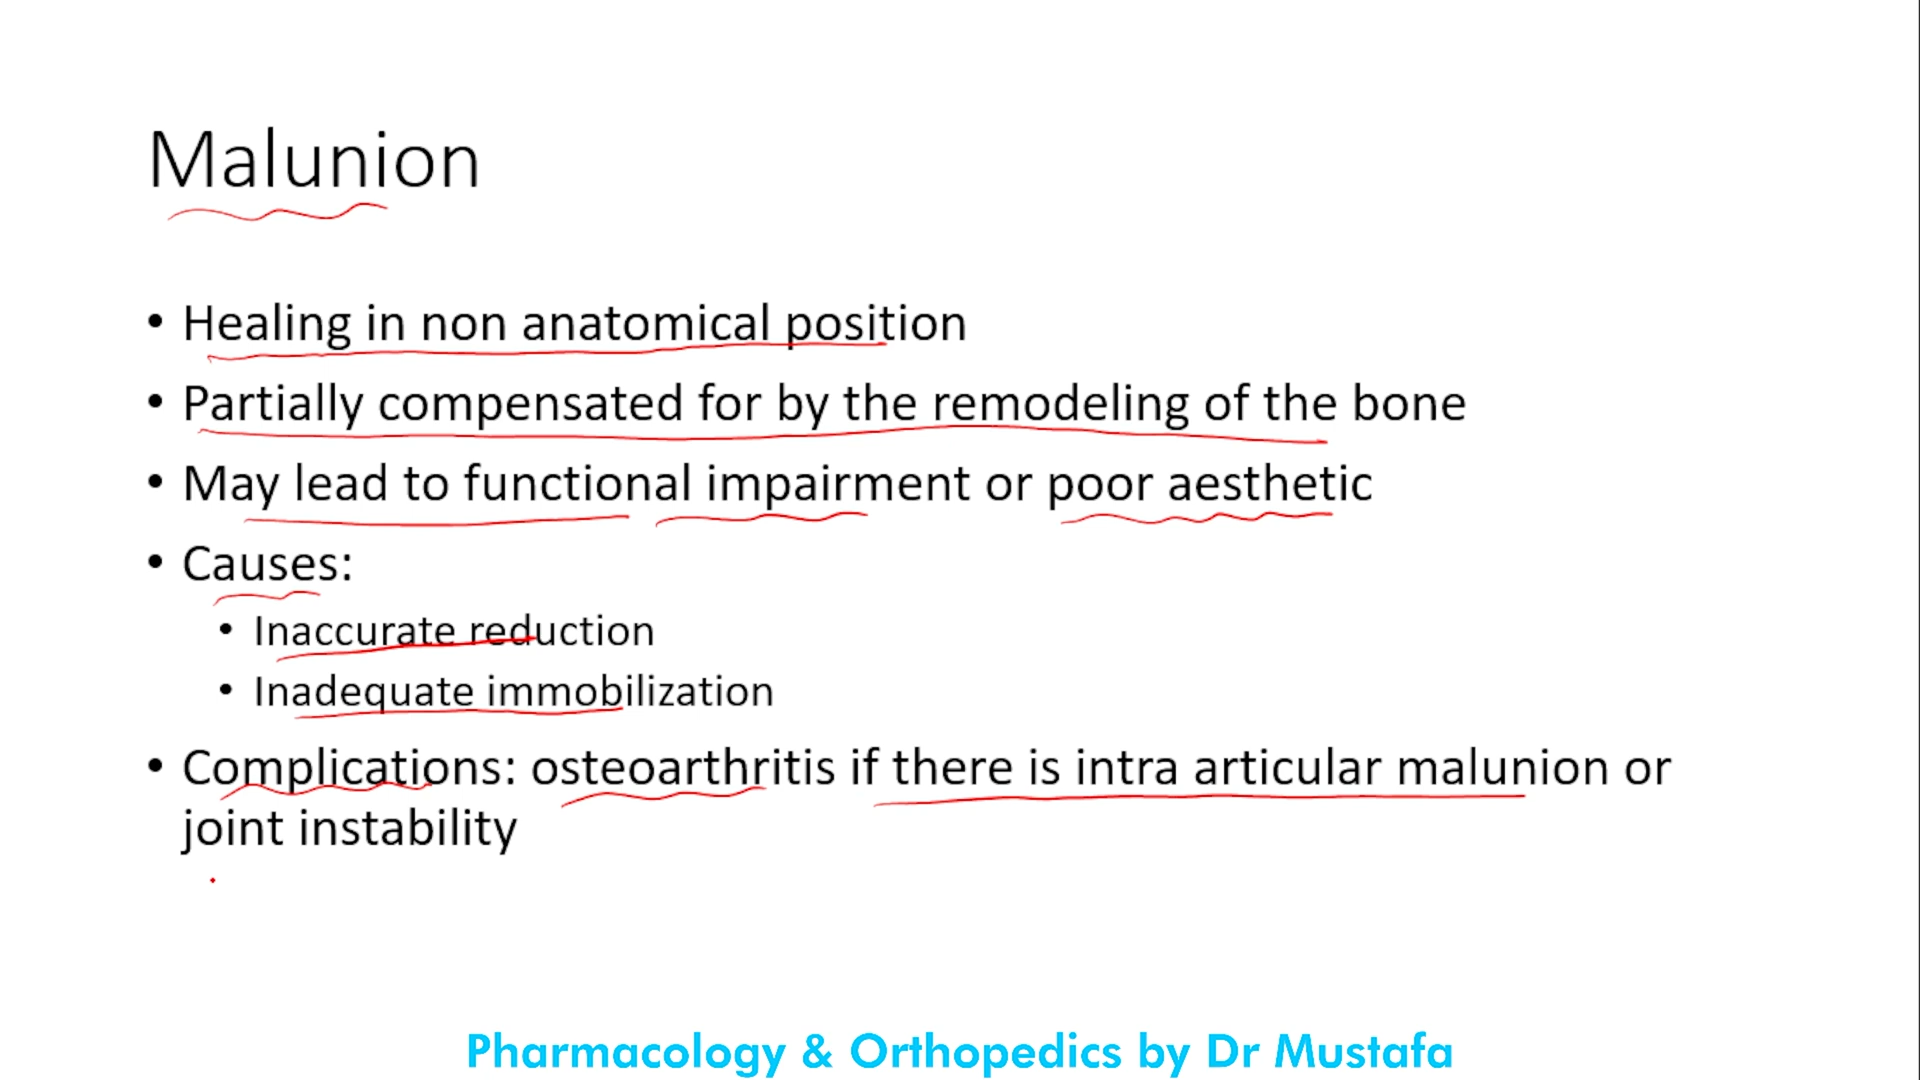 Malunion
• Healing in non anatomical position
• Partially compensated for by the remodeling of the bone
• May lead to functional impairment or poor aesthetic
• Causes:
• Inaccurate reduction
• Inadequate immobilization
• Complications: osteoarthritis if there is intra articular malunion or
joint instability
Pharmacology & Orthopedics by Dr Mustafa